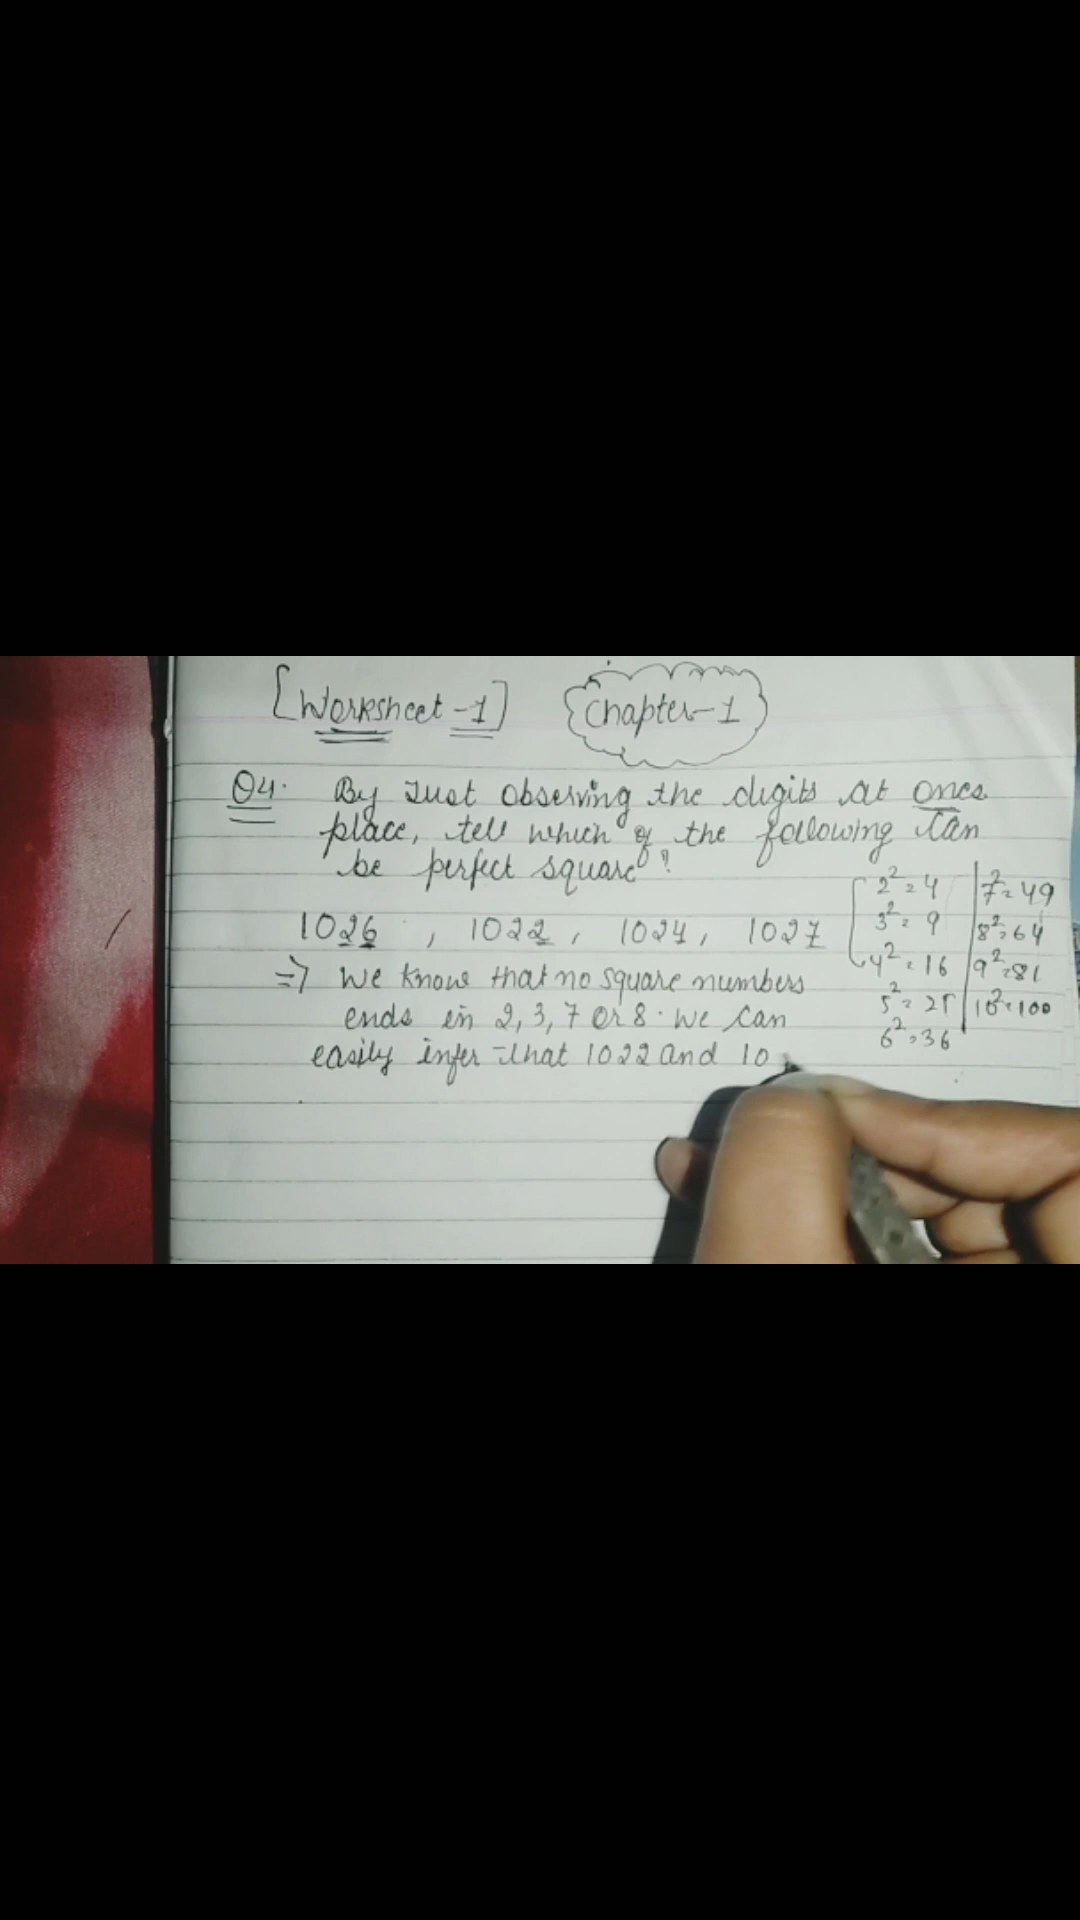 [Worksheet-1] Chapter-1
Q4. By Just observing the digits at ones
place, tell which of the following can
be perfect square?
1026, 1022, 1024, 1027
⇒ We know that no square numbers
ends in 2, 3, 7 or 8. We can
easily infer that 1022 and 10
2² = 4
3² = 9
4² = 16
5² = 25
6² = 36
7² = 49
8² = 64
9² = 81
10² = 100